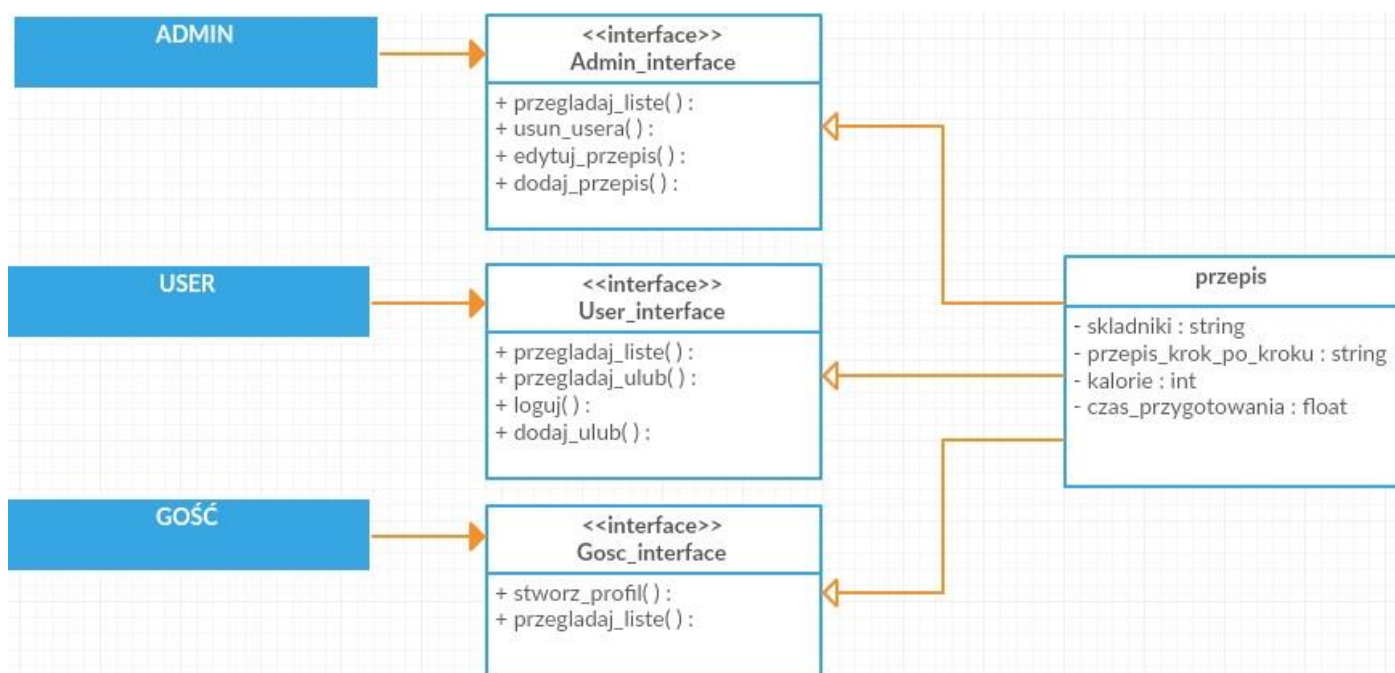 ADMIN
<<interface>>
Admin_interface
+ przegladaj_liste( ) :
+ usun_usera( ) :
+ edytuj_przepis( ) :
+ dodaj_przepis( ) :
USER
<<interface>>
User_interface
+ przegladaj_liste( ) :
+ przegladaj_ulub( ) :
+ loguj( ) :
+ dodaj_ulub( ) :
GOŚĆ
<<interface>>
Gosc_interface
+ stworz_profil( ) :
+ przegladaj_liste( ) :
przepis
- skladniki : string
- przepis_krok_po_kroku : string
- kalorie : int
- czas_przygotowania : float